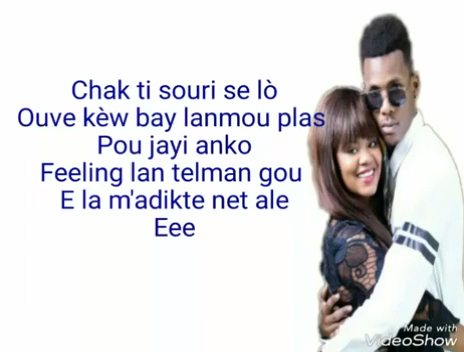 Chak ti souri se lò
Ouve kèw bay lanmou plas
Pou jayi anko
Feeling lan telman gou
E la m'adikte net ale
Eee
Made with
VideoShow